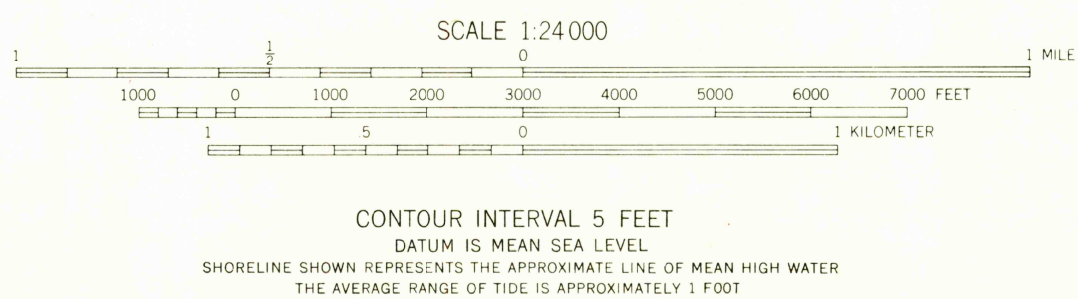 SCALE 1:24 000
1 1/2 0 1 MILE
1000 0 1000 2000 3000 4000 5000 6000 7000 FEET
1 .5 0 1 KILOMETER
CONTOUR INTERVAL 5 FEET
DATUM IS MEAN SEA LEVEL
SHORELINE SHOWN REPRESENTS THE APPROXIMATE LINE OF MEAN HIGH WATER
THE AVERAGE RANGE OF TIDE IS APPROXIMATELY 1 FOOT